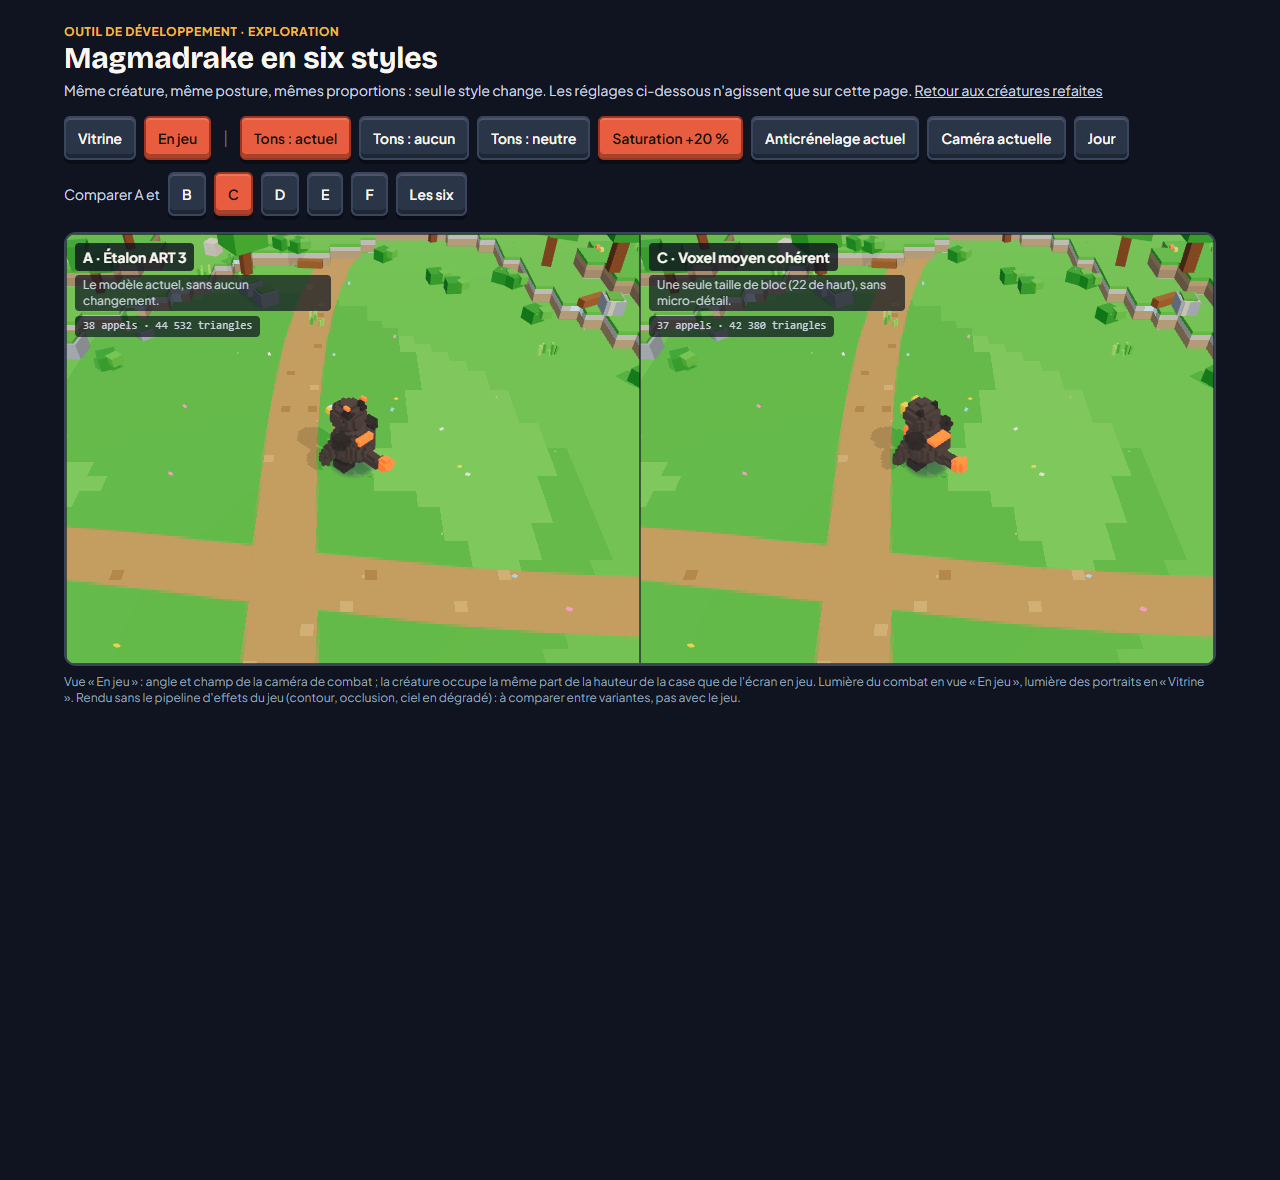 OUTIL DE DÉVELOPPEMENT · EXPLORATION
Magmadrake en six styles
Même créature, même posture, mêmes proportions : seul le style change. Les réglages ci-dessous n'agissent que sur cette page. Retour aux créatures refaites
Vitrine En jeu | Tons : actuel Tons : aucun Tons : neutre Saturation +20 % Anticrénelage actuel Caméra actuelle Jour
Comparer A et B C D E F Les six
A · Étalon ART 3
Le modèle actuel, sans aucun
changement.
38 appels · 44 532 triangles
C · Voxel moyen cohérent
Une seule taille de bloc (22 de haut), sans
micro-détail.
37 appels · 42 380 triangles
Vue « En jeu » : angle et champ de la caméra de combat ; la créature occupe la même part de la hauteur de la case que de l'écran en jeu. Lumière du combat en vue « En jeu », lumière des portraits en « Vitrine
». Rendu sans le pipeline d'effets du jeu (contour, occlusion, ciel en dégradé) : à comparer entre variantes, pas avec le jeu.